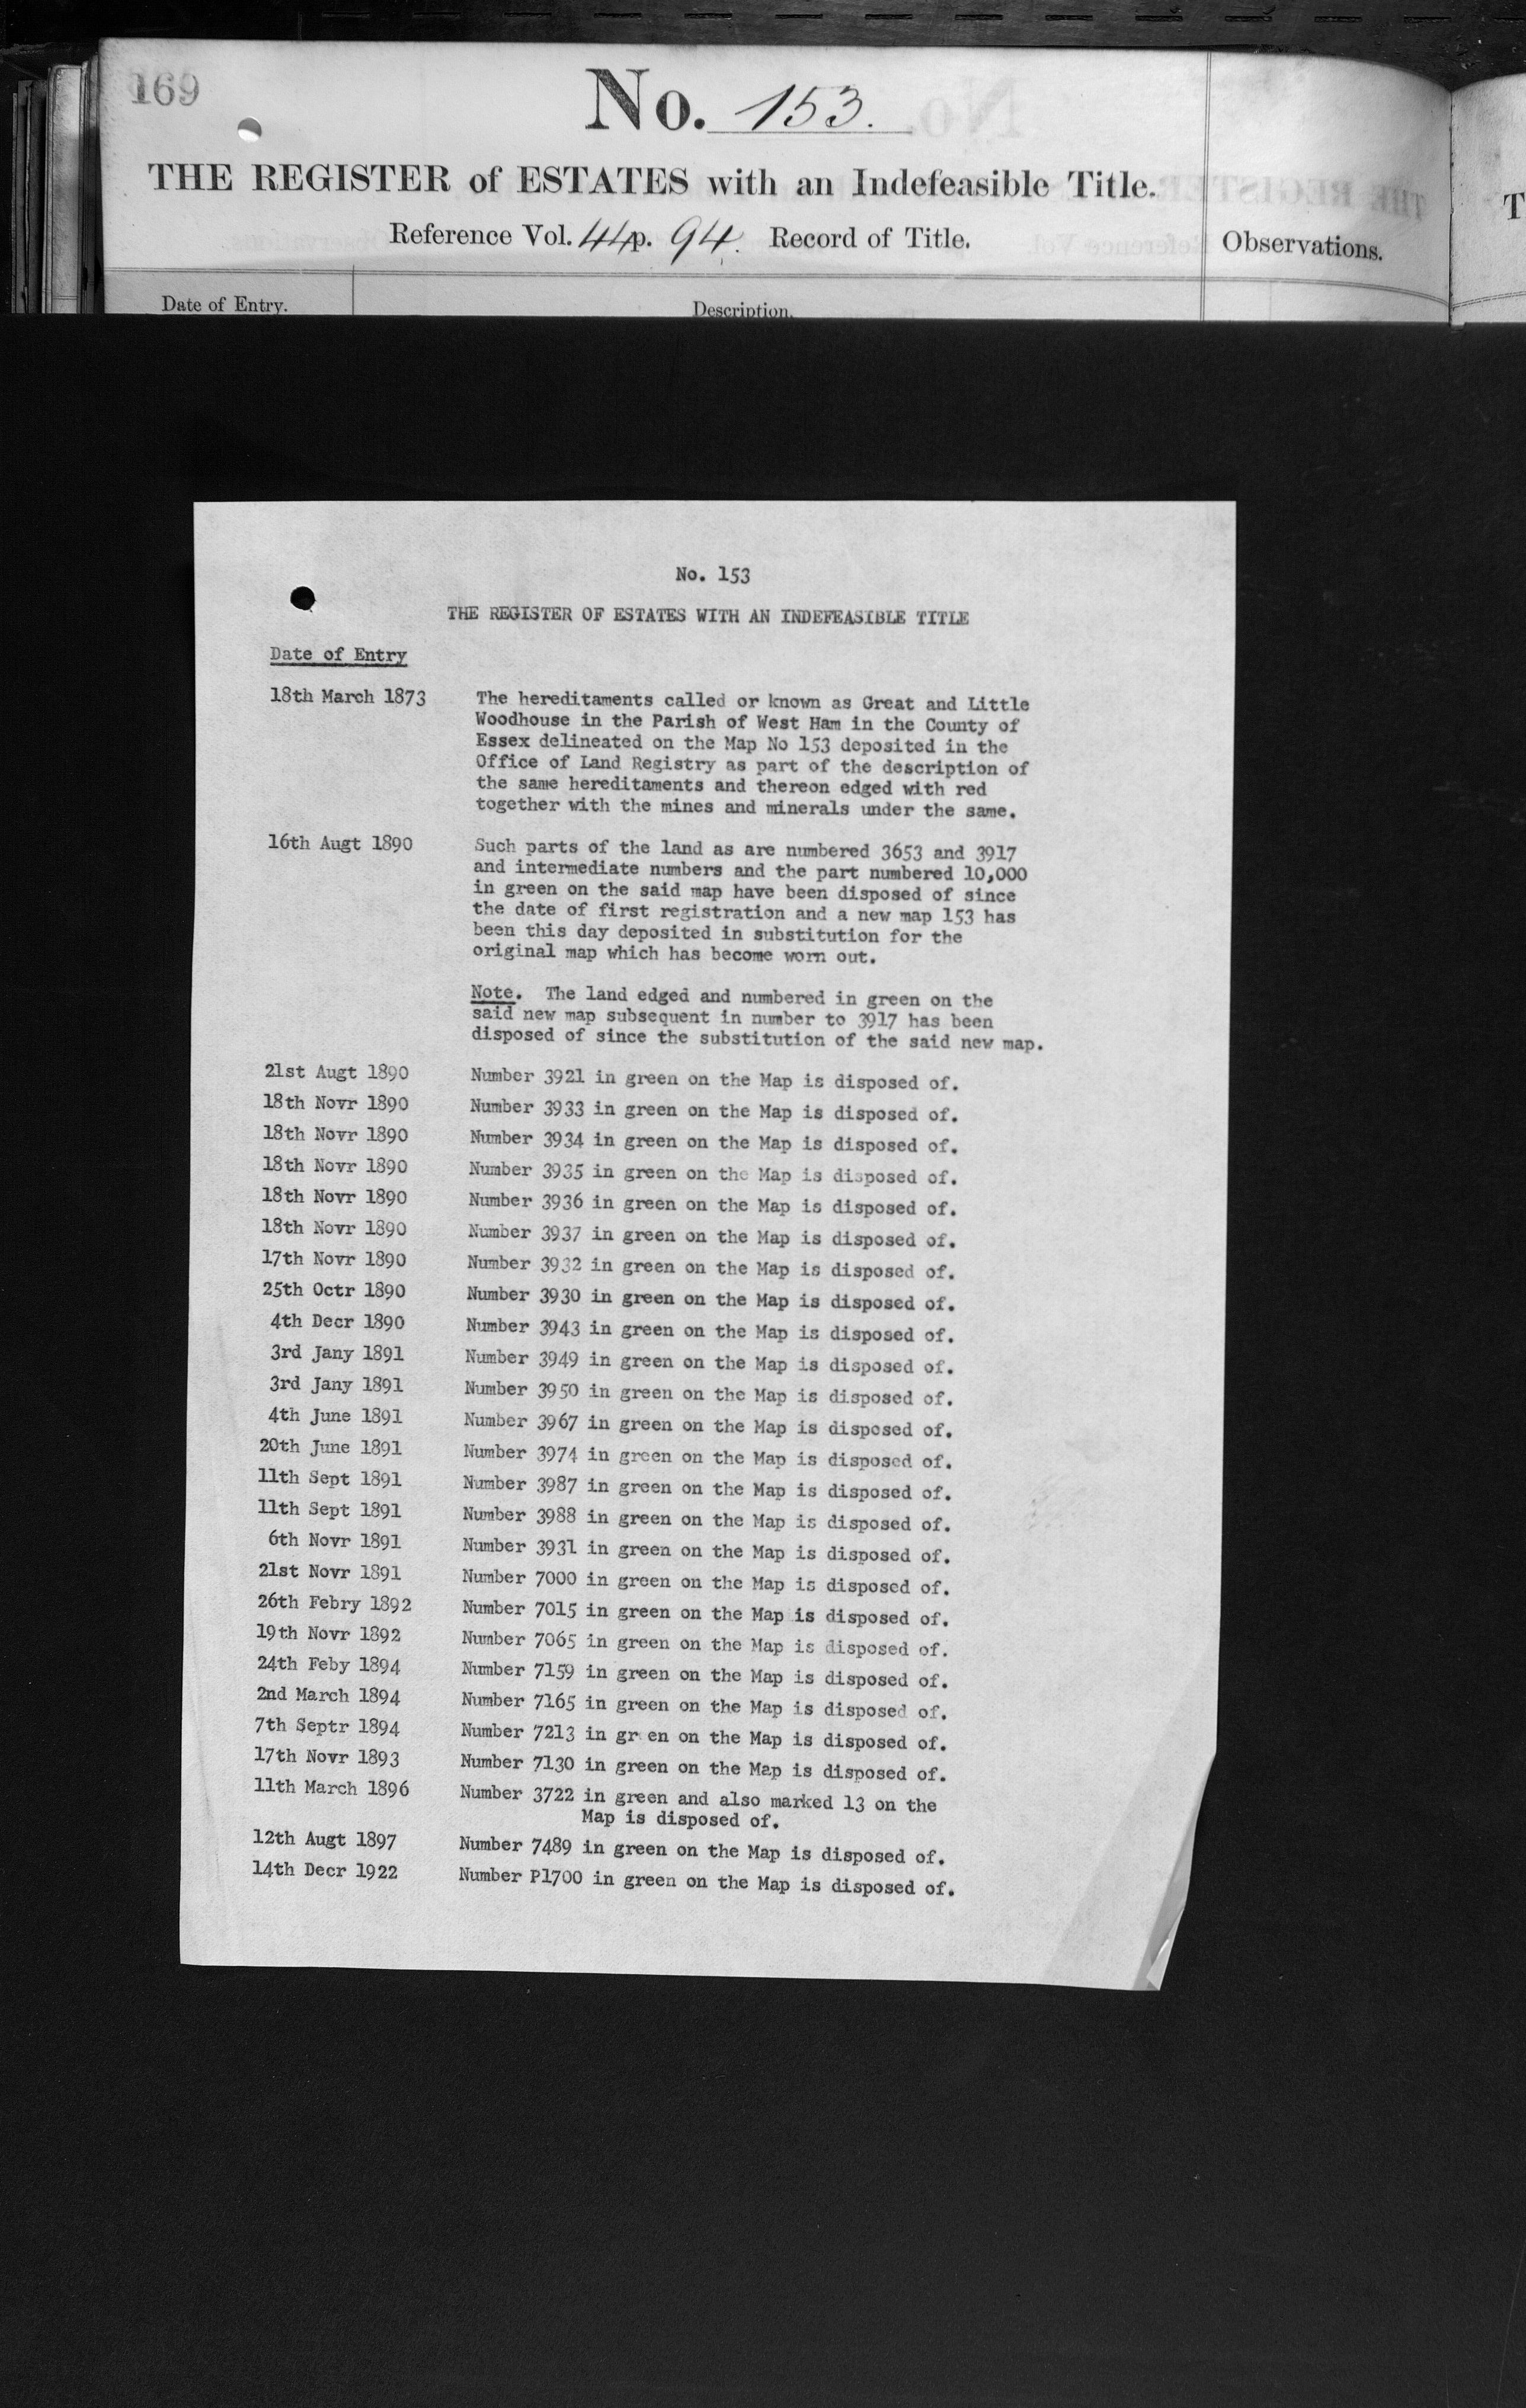 169
No. 153.
THE REGISTER of ESTATES with an Indefeasible Title.
Reference Vol. 44 p. 94. Record of Title.
Observations.
Date of Entry.
Description.
T
No. 153
THE REGISTER OF ESTATES WITH AN INDEFEASIBLE TITLE
Date of Entry
18th March 1873 The hereditaments called or known as Great and Little
Woodhouse in the Parish of West Ham in the County of
Essex delineated on the Map No 153 deposited in the
Office of Land Registry as part of the description of
the same hereditaments and thereon edged with red
together with the mines and minerals under the same.
16th Augt 1890 Such parts of the land as are numbered 3653 and 3917
and intermediate numbers and the part numbered 10,000
in green on the said map have been disposed of since
the date of first registration and a new map 153 has
been this day deposited in substitution for the
original map which has become worn out.
Note. The land edged and numbered in green on the
said new map subsequent in number to 3917 has been
disposed of since the substitution of the said new map.
21st Augt 1890 Number 3921 in green on the Map is disposed of.
18th Novr 1890 Number 3933 in green on the Map is disposed of.
18th Novr 1890 Number 3934 in green on the Map is disposed of.
18th Novr 1890 Number 3935 in green on the Map is disposed of.
18th Novr 1890 Number 3936 in green on the Map is disposed of.
18th Novr 1890 Number 3937 in green on the Map is disposed of.
17th Novr 1890 Number 3932 in green on the Map is disposed of.
25th Octr 1890 Number 3930 in green on the Map is disposed of.
4th Decr 1890 Number 3943 in green on the Map is disposed of.
3rd Jany 1891 Number 3949 in green on the Map is disposed of.
3rd Jany 1891 Number 3950 in green on the Map is disposed of.
4th June 1891 Number 3967 in green on the Map is disposed of.
20th June 1891 Number 3974 in green on the Map is disposed of.
11th Sept 1891 Number 3987 in green on the Map is disposed of.
11th Sept 1891 Number 3988 in green on the Map is disposed of.
6th Novr 1891 Number 3931 in green on the Map is disposed of.
21st Novr 1891 Number 7000 in green on the Map is disposed of.
26th Febry 1892 Number 7015 in green on the Map is disposed of.
19th Novr 1892 Number 7065 in green on the Map is disposed of.
24th Feby 1894 Number 7159 in green on the Map is disposed of.
2nd March 1894 Number 7165 in green on the Map is disposed of.
7th Septr 1894 Number 7213 in gr en on the Map is disposed of.
17th Novr 1893 Number 7130 in green on the Map is disposed of.
11th March 1896 Number 3722 in green and also marked 13 on the
Map is disposed of.
12th Augt 1897 Number 7489 in green on the Map is disposed of.
14th Decr 1922 Number P1700 in green on the Map is disposed of.